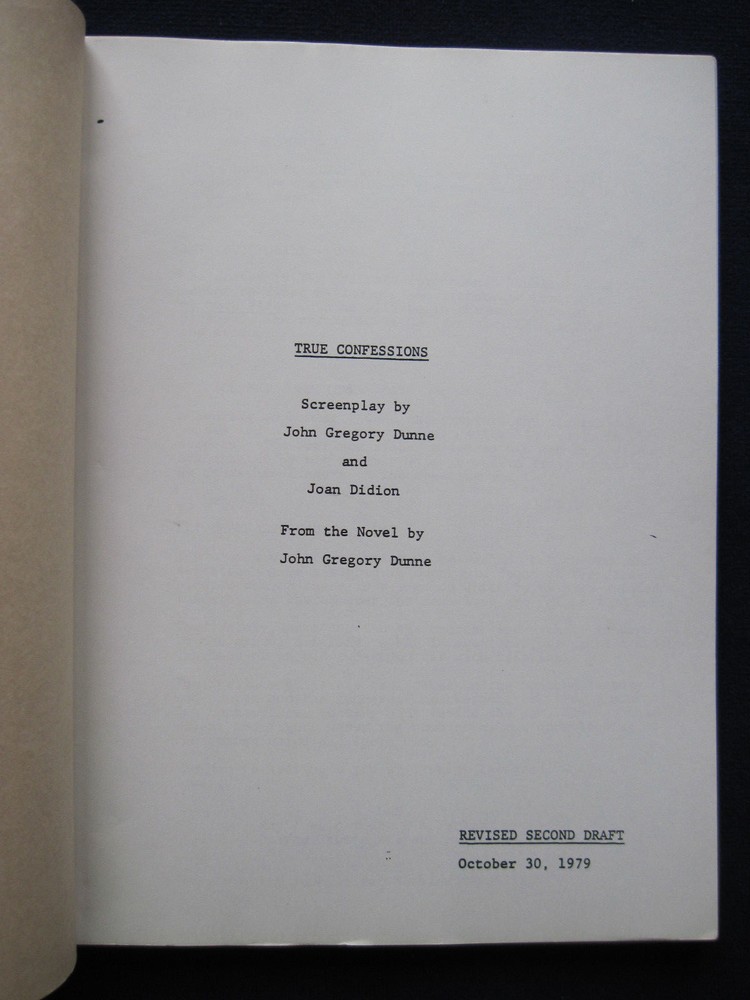 TRUE CONFESSIONS
Screenplay by
John Gregory Dunne
and
Joan Didion
From the Novel by
John Gregory Dunne
REVISED SECOND DRAFT
October 30, 1979